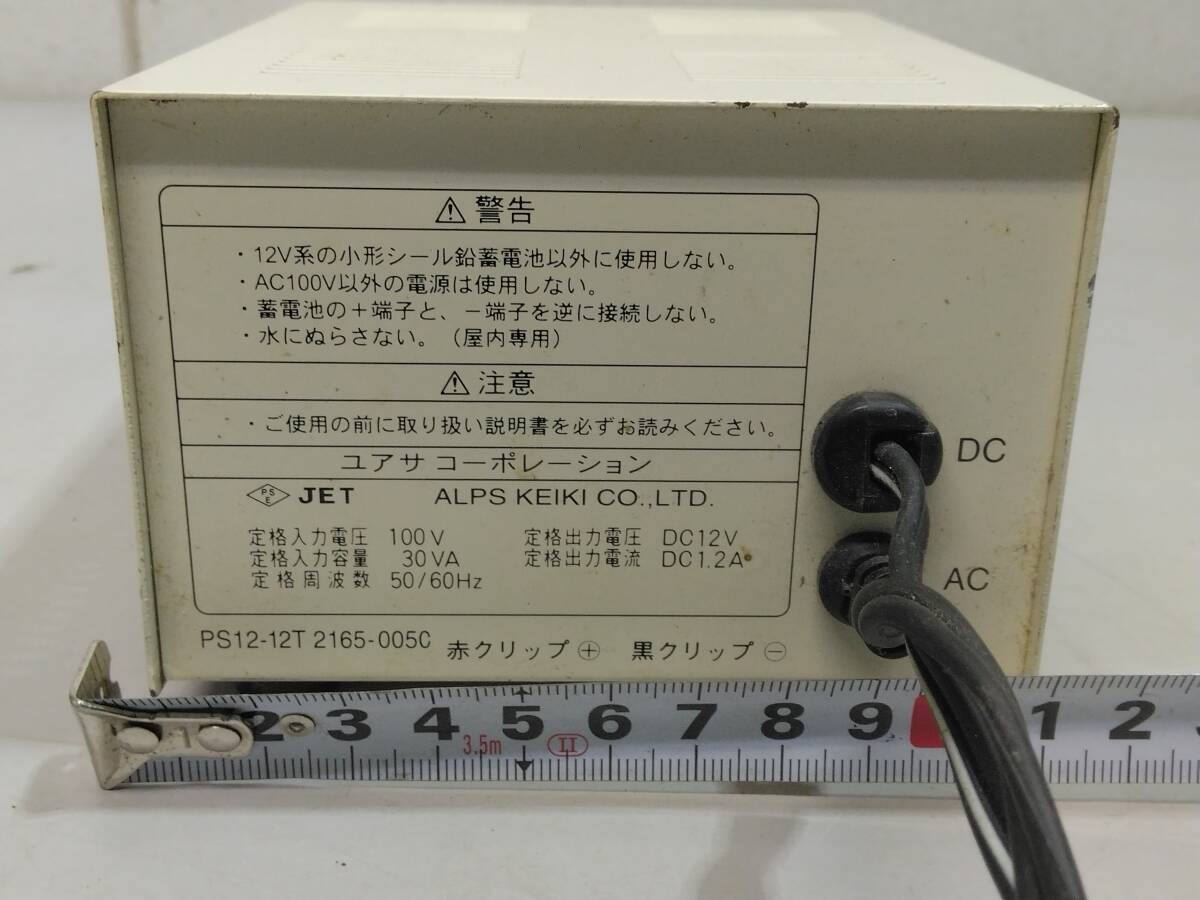 ⚠ 警告
・12V系の小形シール鉛蓄電池以外に使用しない。
・AC100V以外の電源は使用しない。
・蓄電池の＋端子と、－端子を逆に接続しない。
・水にぬらさない。（屋内専用）
⚠ 注意
・ご使用の前に取り扱い説明書を必ずお読みください。
ユアサ コーポレーション
PS
E
JET ALPS KEIKI CO.,LTD.
定格入力電圧 100V 定格出力電圧 DC12V
定格入力容量 30VA 定格出力電流 DC1.2A
定格周波数 50/60Hz
DC
AC
PS12-12T 2165-005C 赤クリップ ⊕ 黒クリップ ⊖
2 3 4 5 6 7 8 9 1 2
3.5m II